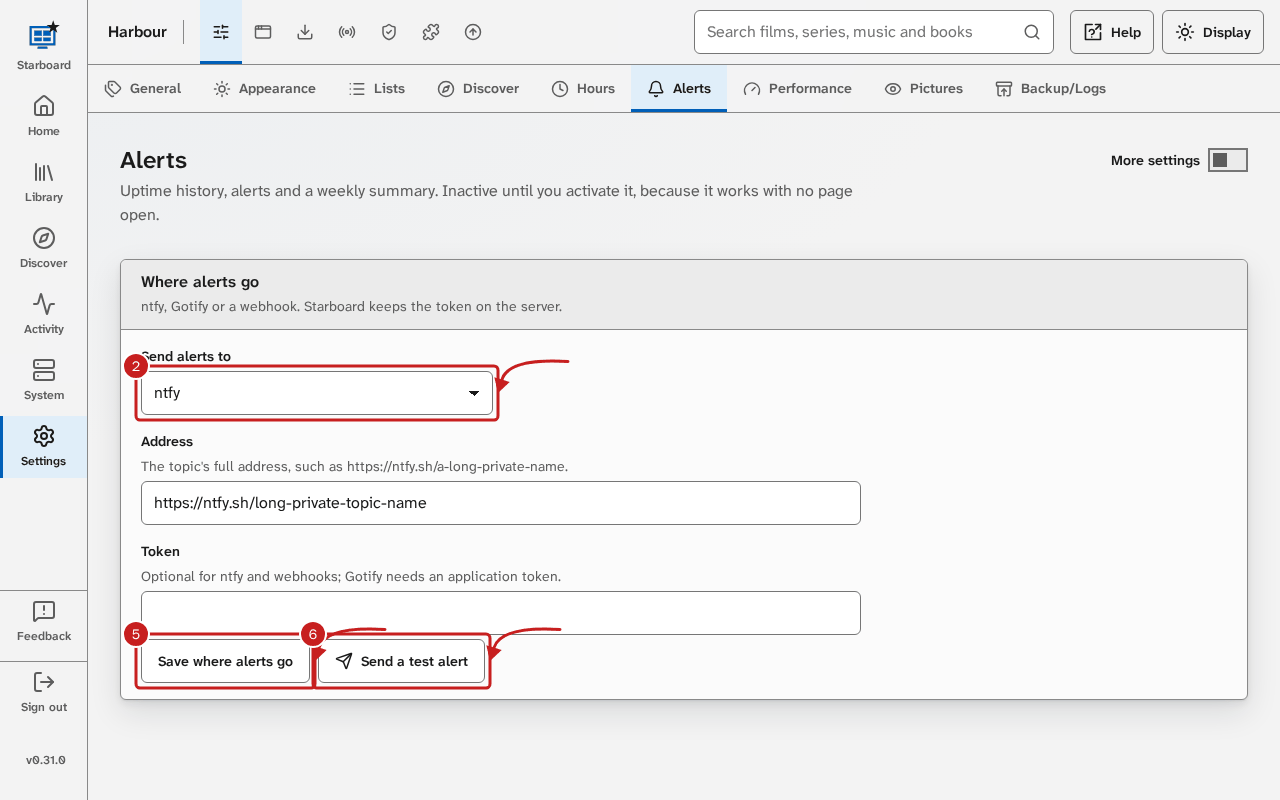 Starboard
Home
Library
Discover
Activity
System
Settings
Feedback
Sign out
v0.31.0
Harbour
Search films, series, music and books
Help
Display
General
Appearance
Lists
Discover
Hours
Alerts
Performance
Pictures
Backup/Logs
Alerts
More settings
Uptime history, alerts and a weekly summary. Inactive until you activate it, because it works with no page
open.
Where alerts go
ntfy, Gotify or a webhook. Starboard keeps the token on the server.
Send alerts to
2
ntfy
Address
The topic's full address, such as https://ntfy.sh/a-long-private-name.
https://ntfy.sh/long-private-topic-name
Token
Optional for ntfy and webhooks; Gotify needs an application token.
5
6
Save where alerts go
Send a test alert